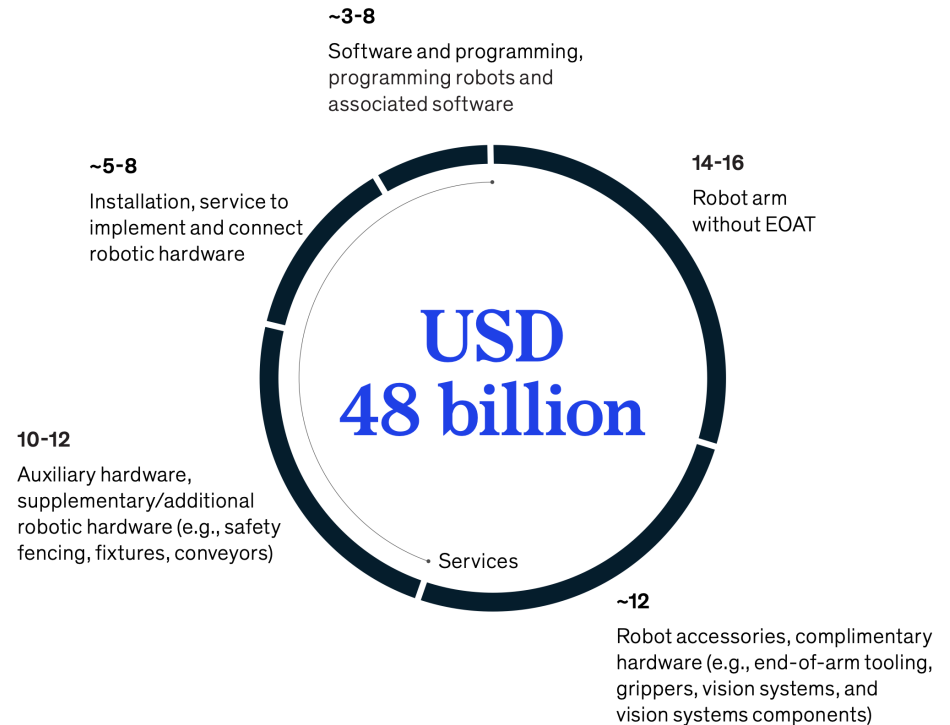 ~3-8
Software and programming,
programming robots and
associated software
14-16
Robot arm
without EOAT
~5-8
Installation, service to
implement and connect
robotic hardware
USD
48 billion
10-12
Auxiliary hardware,
supplementary/additional
robotic hardware (e.g., safety
fencing, fixtures, conveyors)
Services
~12
Robot accessories, complimentary
hardware (e.g., end-of-arm tooling,
grippers, vision systems, and
vision systems components)